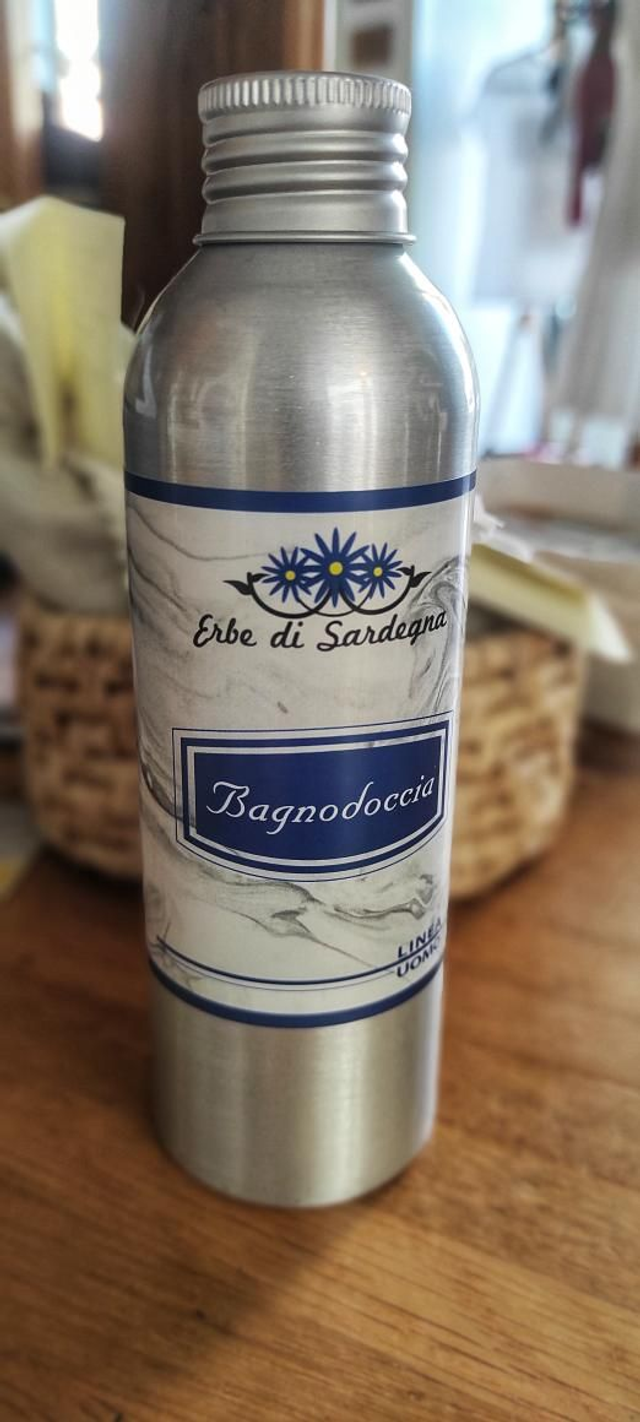 Erbe di Sardegna
Bagnodoccia
LINEA
UOMO